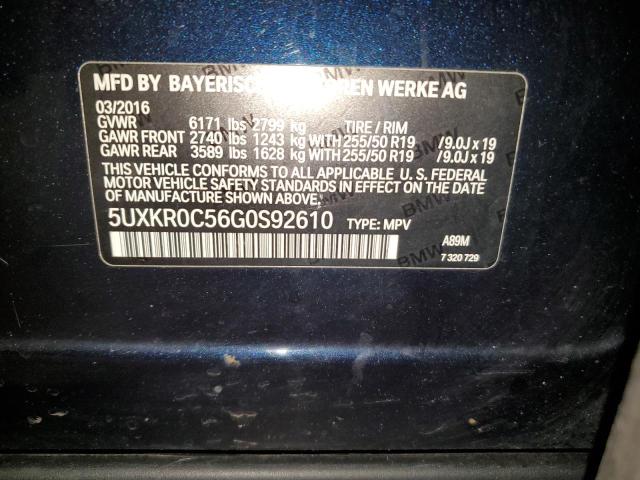 MFD BY BAYERISC REN WERKE AG
03/2016
GVWR 6171 lbs 2799 kg TIRE / RIM
GAWR FRONT 2740 lbs 1243 kg WITH 255/50 R19 /9.0J x 19
GAWR REAR 3589 lbs 1628 kg WITH 255/50 R19 /9.0J x 19
THIS VEHICLE CONFORMS TO ALL APPLICABLE U. S. FEDERAL
MOTOR VEHICLE SAFETY STANDARDS IN EFFECT ON THE DATE
OF MANUFACTURE SHOWN ABOVE.
5UXKR0C56G0S92610 TYPE: MPV
A89M
7 320 729